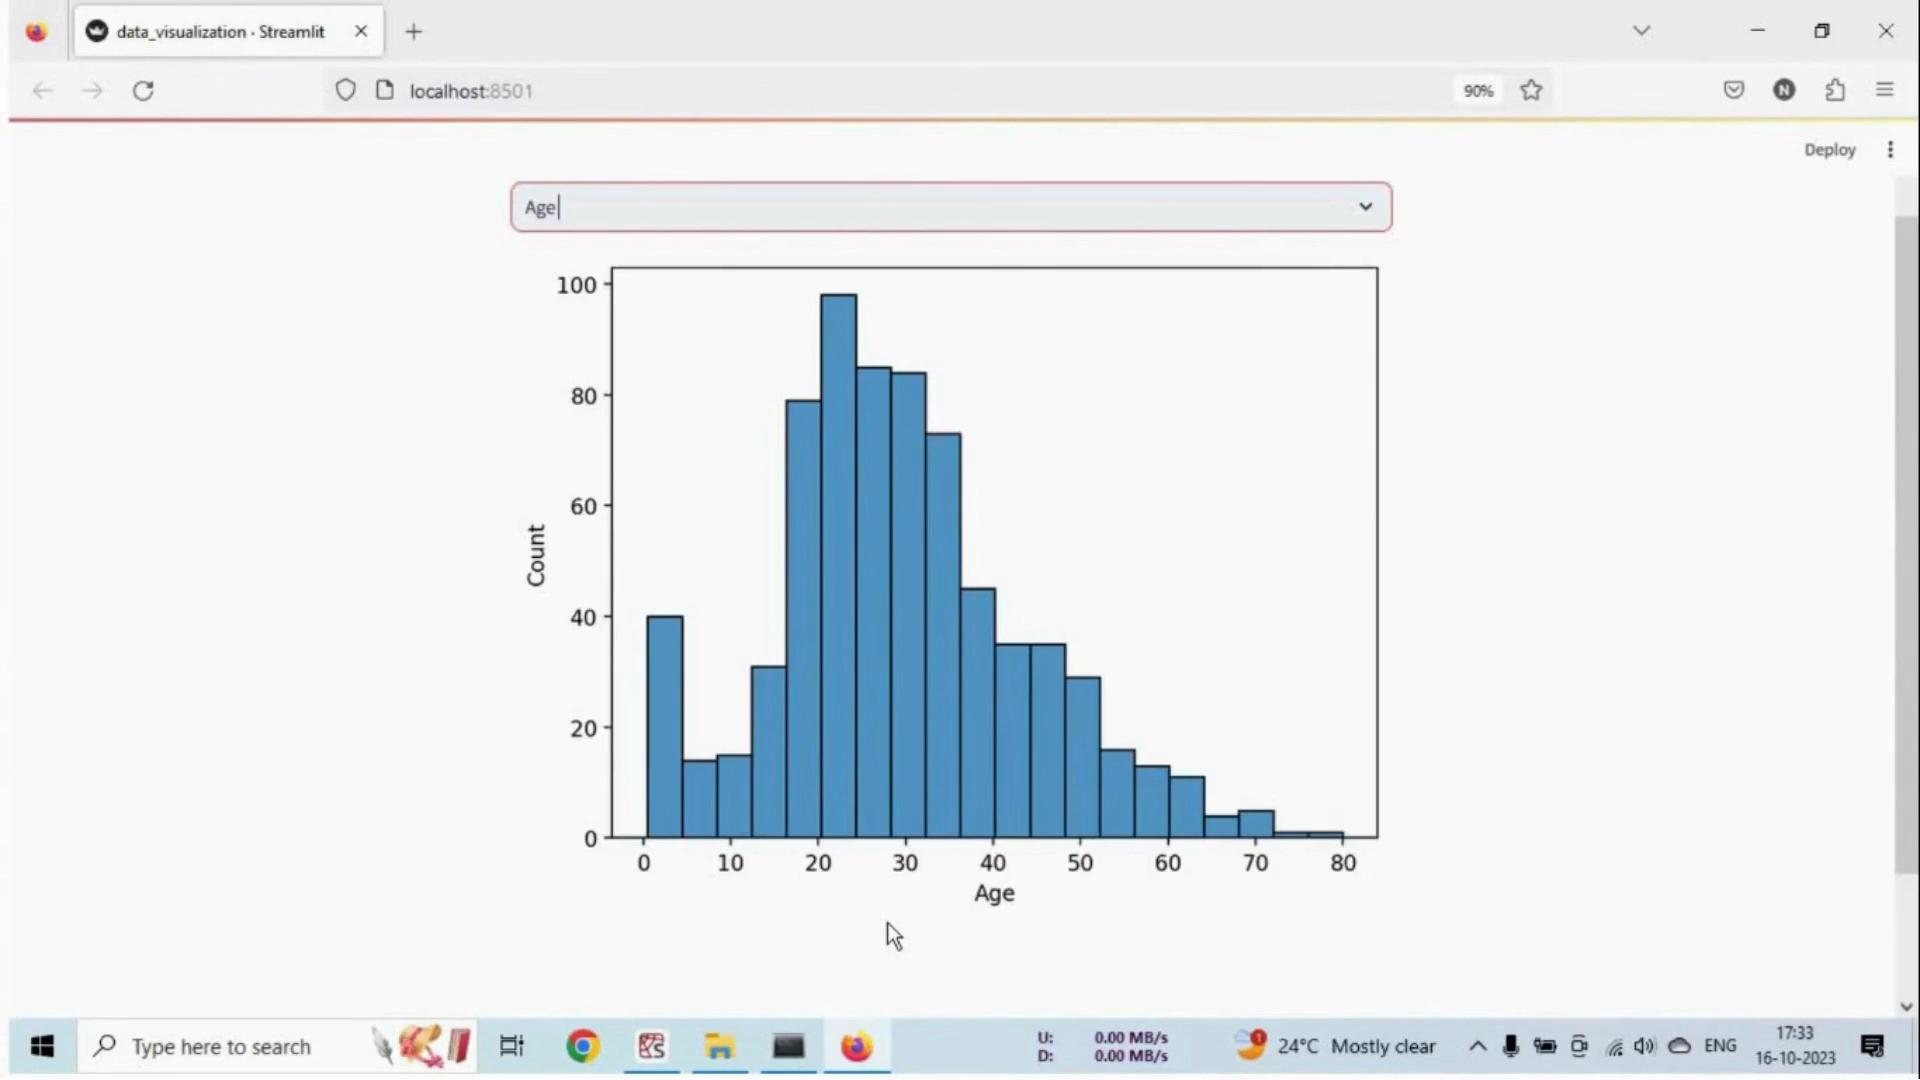 data_visualization · Streamlit
localhost:8501
90%
N
Deploy
Age
100
80
60
40
20
0
Count
0 10 20 30 40 50 60 70 80
Age
Type here to search
U: 0.00 MB/s
D: 0.00 MB/s
1
24°C Mostly clear
ENG
17:33
16-10-2023